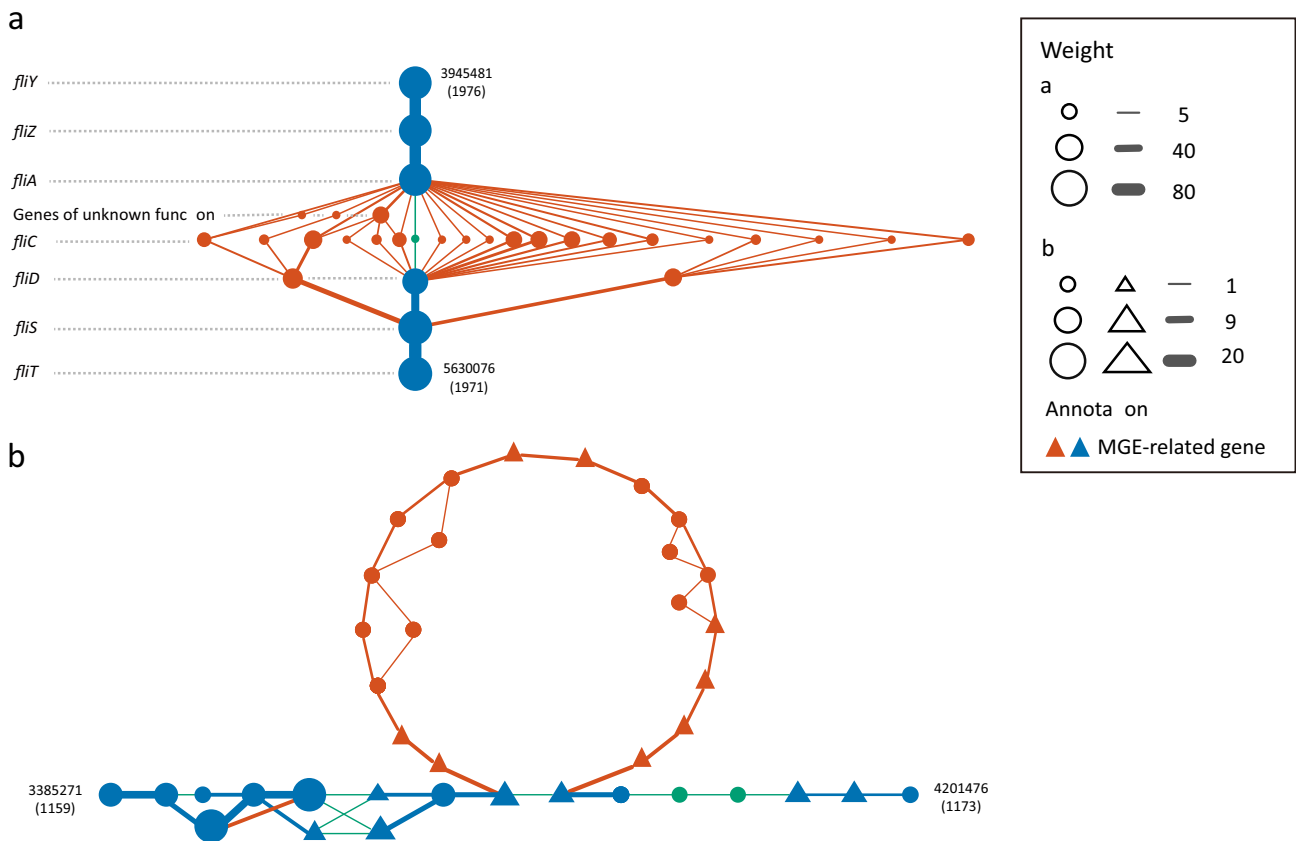 a
fliY
3945481
(1976)
fliZ
fliA
Genes of unknown func on
fliC
fliD
fliS
fliT
5630076
(1971)
b
3385271
(1159)
4201476
(1173)
Weight
a
5
40
80
b
1
9
20
Annota on
MGE-related gene